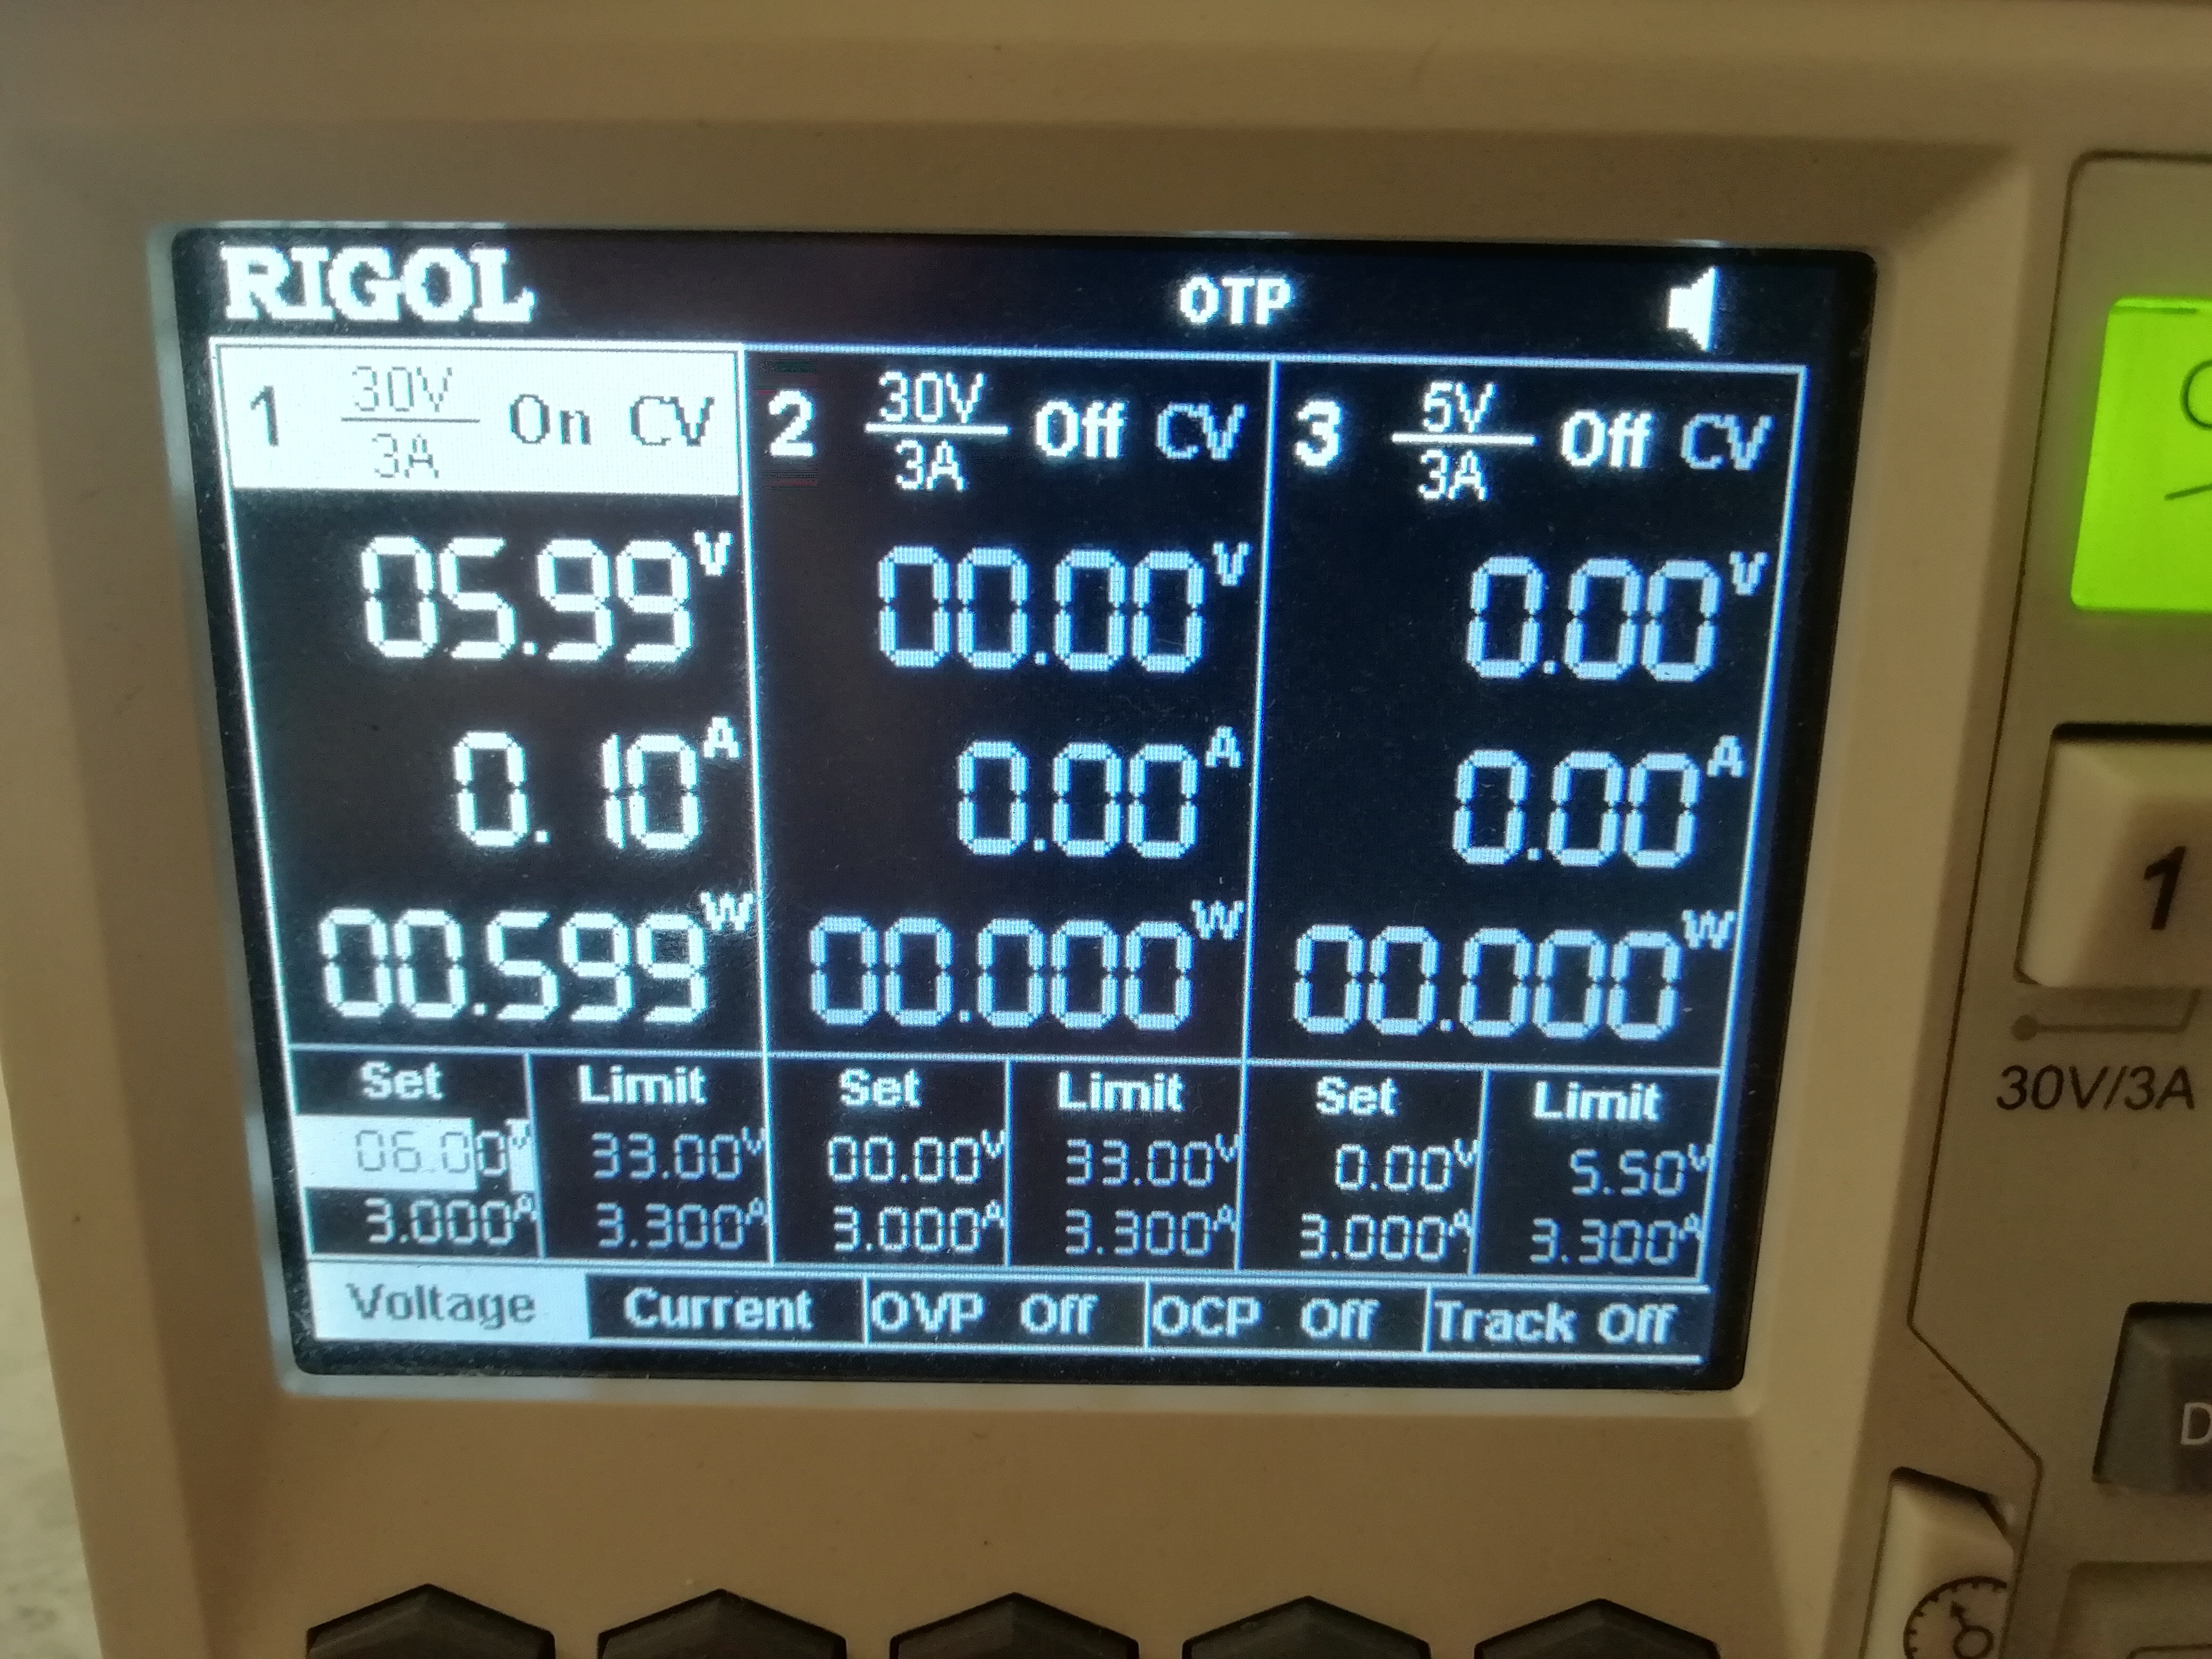 RIGOL OTP
1 30V/3A On CV 2 30V/3A Off CV 3 5V/3A Off CV
05.99V 00.00V 0.00V
0.10A 0.00A 0.00A
00.599W 00.000W 00.000W
Set Limit Set Limit Set Limit
06.00V 33.00V 00.00V 33.00V 0.00V 5.50V
3.000A 3.300A 3.000A 3.300A 3.000A 3.300A
Voltage Current OVP Off OCP Off Track Off
1
30V/3A